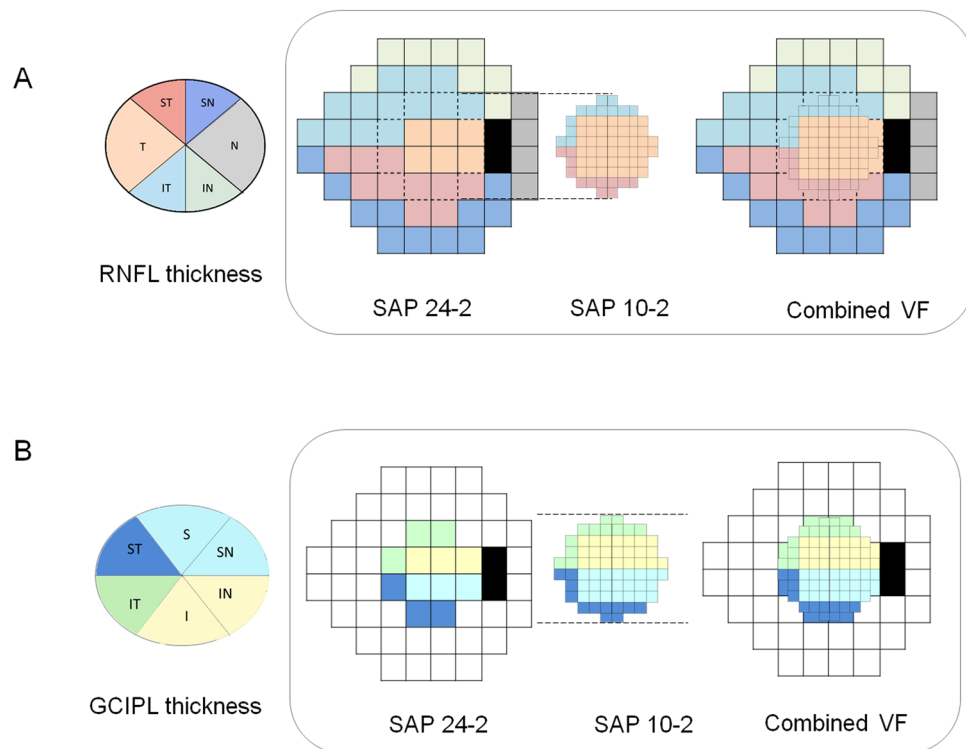 A
ST
SN
T
N
IT
IN
RNFL thickness
SAP 24-2
SAP 10-2
Combined VF
B
S
ST
SN
IT
IN
I
GCIPL thickness
SAP 24-2
SAP 10-2
Combined VF